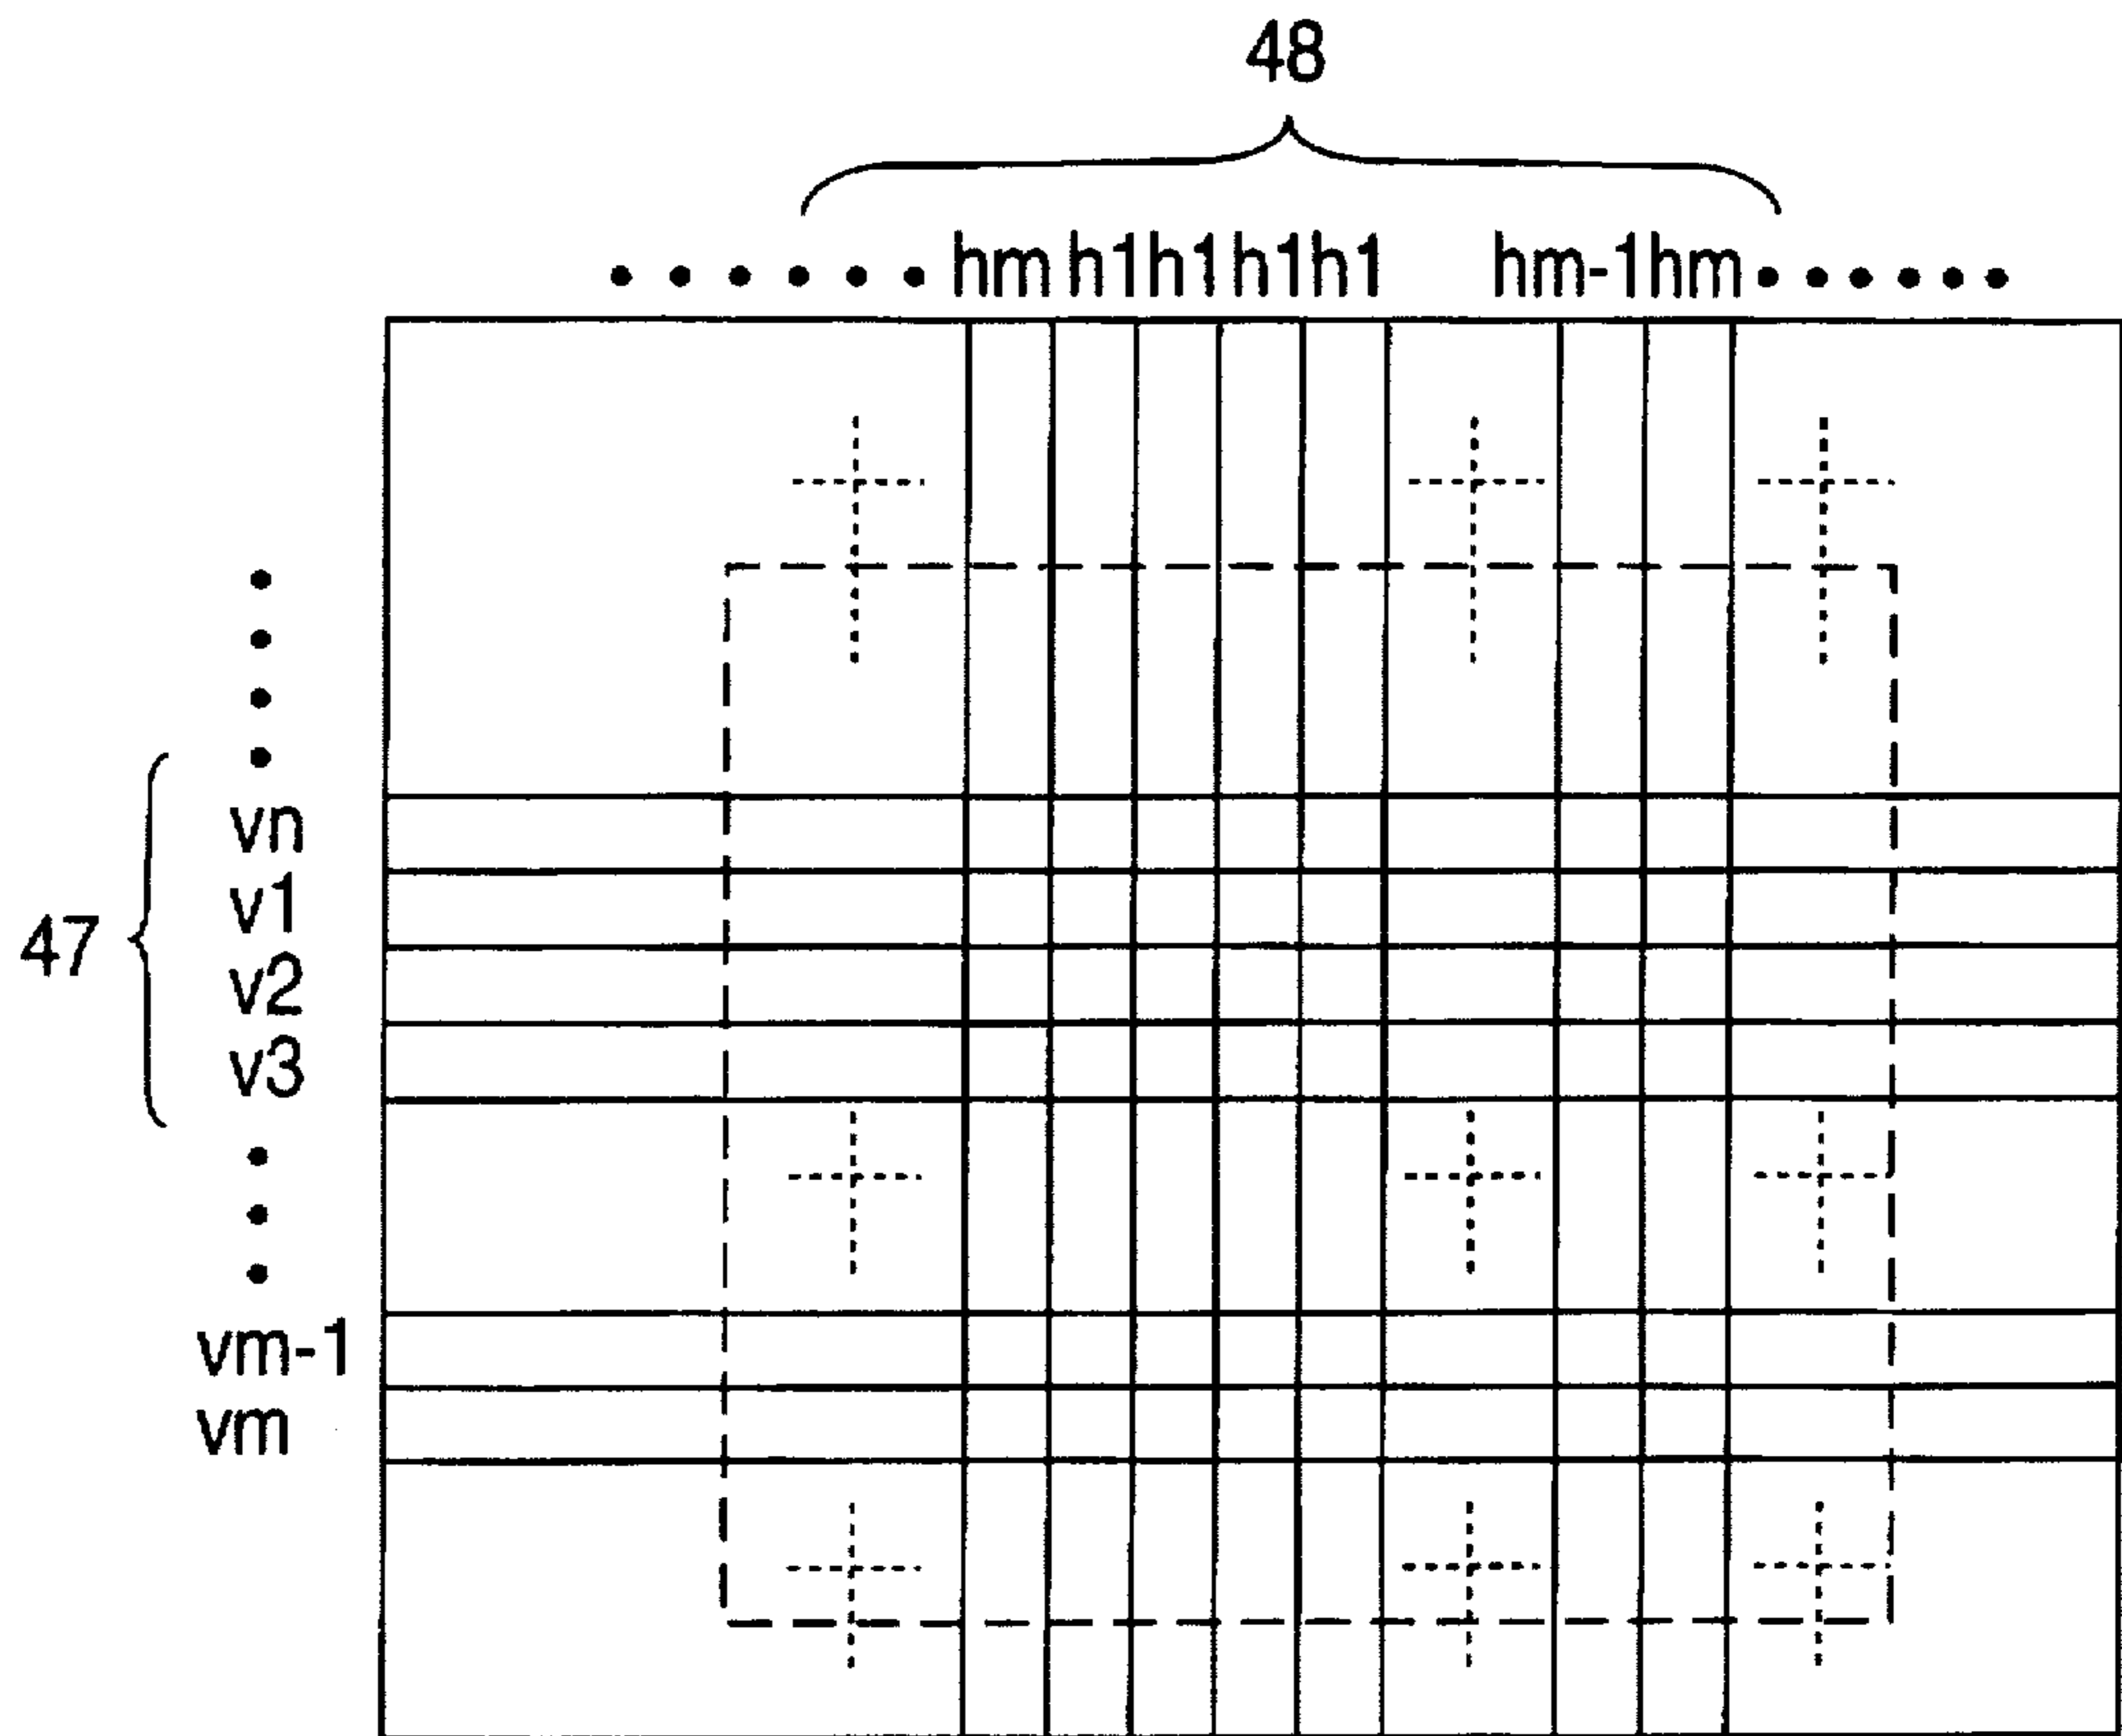 48
• • • • • • hm h1h1h1h1 hm-1hm • • • • • •
•
•
•
•
vn
v1
47
v2
v3
•
•
•
vm-1
vm